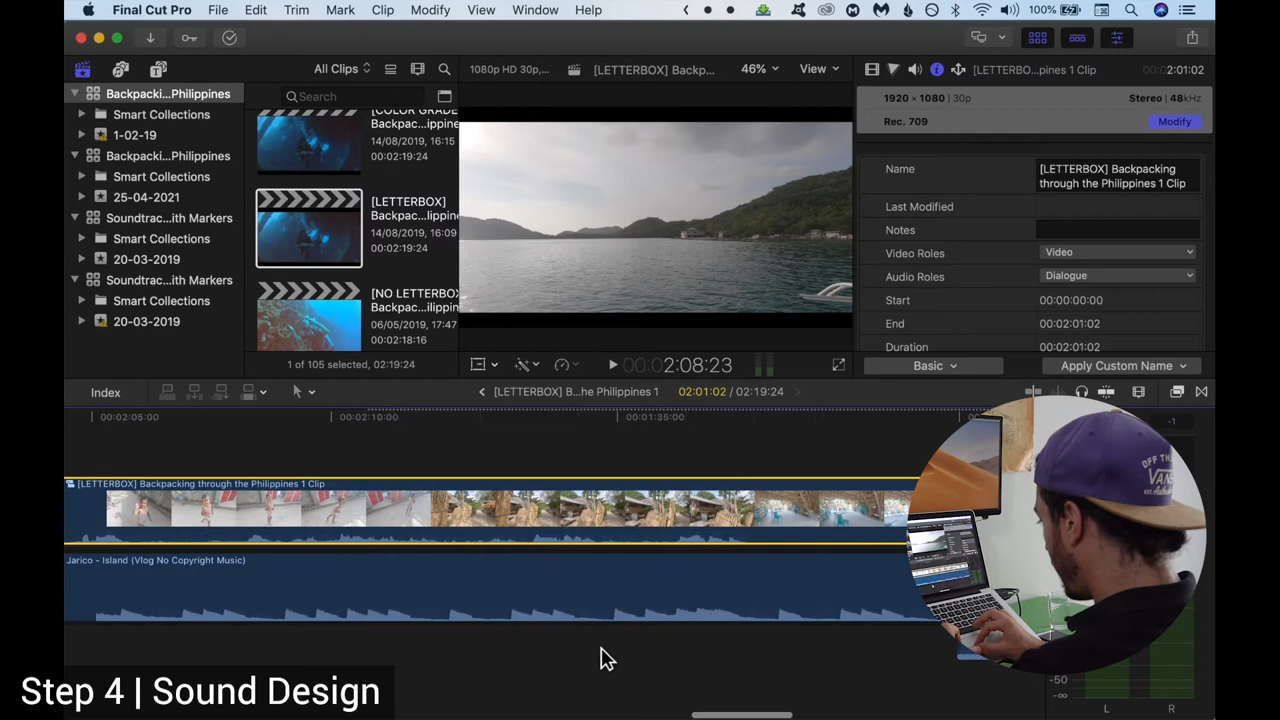 Final Cut Pro File Edit Trim Mark Clip Modify View Window Help 100%
All Clips 1080p HD 30p,... [LETTERBOX] Backp... 46% View [LETTERBO...pines 1 Clip 2:01:02
Backpacki...Philippines
Smart Collections
1-02-19
Backpacki...Philippines
Smart Collections
25-04-2021
Soundtrac...ith Markers
Smart Collections
20-03-2019
Soundtrac...ith Markers
Smart Collections
20-03-2019
Search
[COLOR GRADE
Backpac...ippine
14/08/2019, 16:15
00:02:19:24
[LETTERBOX]
Backpac...lippine
14/08/2019, 16:09
00:02:19:24
[NO LETTERBOX
Backpac...ilippin
06/05/2019, 17:47
00:02:18:16
1 of 105 selected, 02:19:24
00:00:2:08:23
1920 × 1080 | 30p Stereo | 48kHz
Rec. 709 Modify
Name [LETTERBOX] Backpacking
through the Philippines 1 Clip
Last Modified
Notes
Video Roles Video
Audio Roles Dialogue
Start 00:00:00:00
End 00:02:01:02
Duration 00:02:01:02
Basic Apply Custom Name
Index [LETTERBOX] B...he Philippines 1 02:01:02 / 02:19:24
00:02:05:00 00:02:10:00 00:01:35:00
[LETTERBOX] Backpacking through the Philippines 1 Clip
Jarico - Island (Vlog No Copyright Music)
-1
-50
-∞
L R
OFF THE
VANS
Step 4 | Sound Design